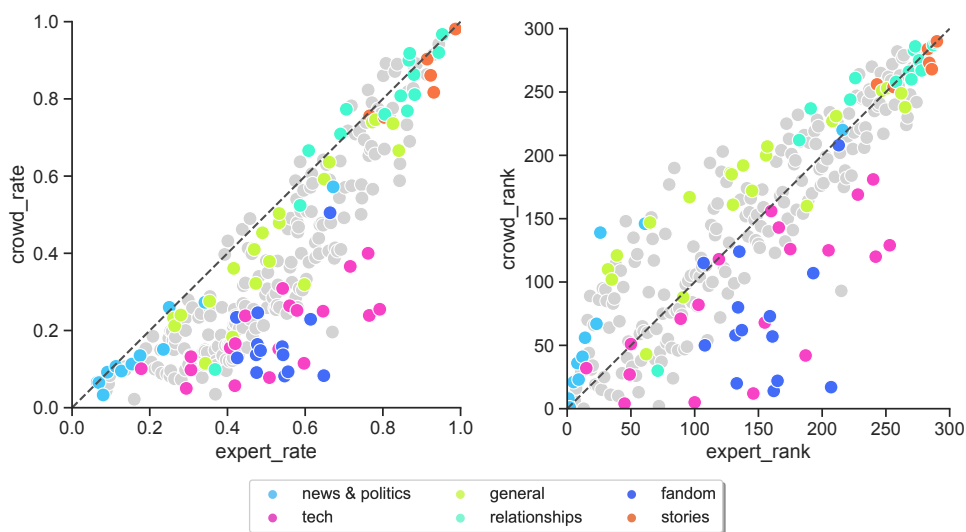 1.0
0.8
0.6
0.4
0.2
0.0
crowd_rate
0.0 0.2 0.4 0.6 0.8 1.0
expert_rate
300
250
200
150
100
50
0
crowd_rank
0 50 100 150 200 250 300
expert_rank
news & politics general fandom
tech relationships stories